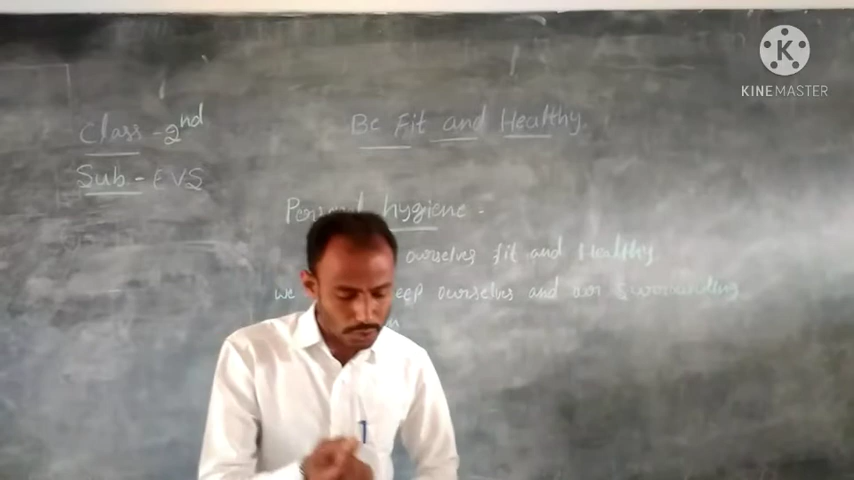 KINEMASTER
Class - 2nd
Be Fit and Healthy
Sub. - EVS
hygiene -
ourselves fit and Healthy
we
ourselves and our surrounding